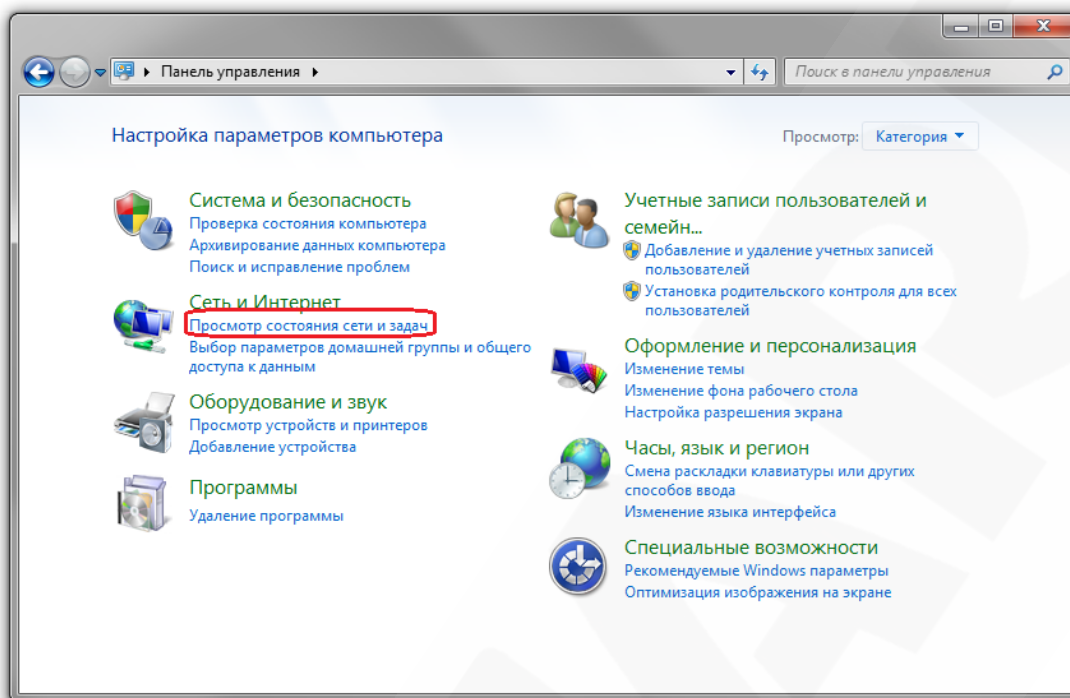 Панель управления
Поиск в панели управления
Настройка параметров компьютера
Просмотр: Категория
Система и безопасность
Проверка состояния компьютера
Архивирование данных компьютера
Поиск и исправление проблем
Сеть и Интернет
Просмотр состояния сети и задач
Выбор параметров домашней группы и общего
доступа к данным
Оборудование и звук
Просмотр устройств и принтеров
Добавление устройства
Программы
Удаление программы
Учетные записи пользователей и
семейн...
Добавление и удаление учетных записей
пользователей
Установка родительского контроля для всех
пользователей
Оформление и персонализация
Изменение темы
Изменение фона рабочего стола
Настройка разрешения экрана
Часы, язык и регион
Смена раскладки клавиатуры или других
способов ввода
Изменение языка интерфейса
Специальные возможности
Рекомендуемые Windows параметры
Оптимизация изображения на экране